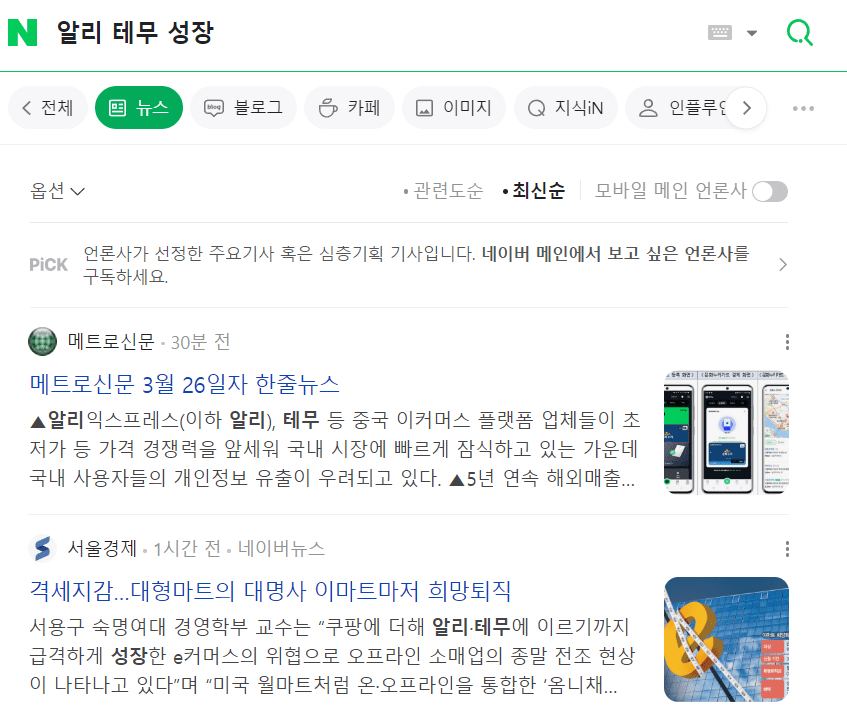 N 알리 테무 성장
전체 뉴스 blog 블로그 카페 이미지 지식iN 인플루언
옵션 • 관련도순 • 최신순 모바일 메인 언론사
PiCK 언론사가 선정한 주요기사 혹은 심층기획 기사입니다. 네이버 메인에서 보고 싶은 언론사를
구독하세요.
메트로신문 • 30분 전
메트로신문 3월 26일자 한줄뉴스
▲알리익스프레스(이하 알리), 테무 등 중국 이커머스 플랫폼 업체들이 초
저가 등 가격 경쟁력을 앞세워 국내 시장에 빠르게 잠식하고 있는 가운데
국내 사용자들의 개인정보 유출이 우려되고 있다. ▲5년 연속 해외매출...
서울경제 • 1시간 전 • 네이버뉴스
격세지감…대형마트의 대명사 이마트마저 희망퇴직
서용구 숙명여대 경영학부 교수는 “쿠팡에 더해 알리·테무에 이르기까지
급격하게 성장한 e커머스의 위협으로 오프라인 소매업의 종말 전조 현상
이 나타나고 있다”며 “미국 월마트처럼 온·오프라인을 통합한 ‘옴니채...